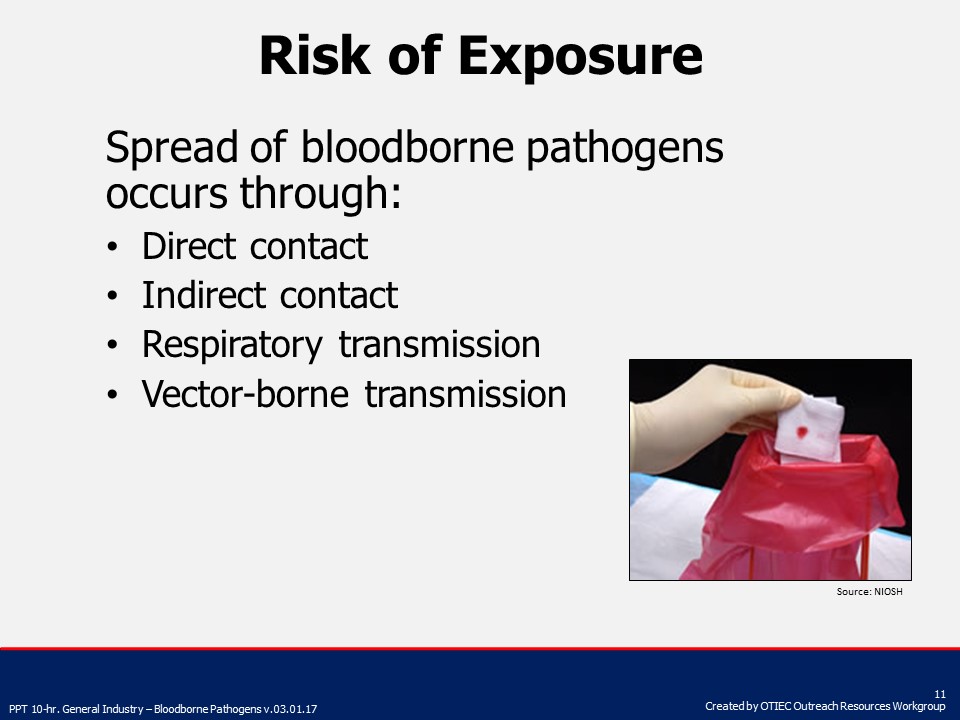 Risk of Exposure
Spread of bloodborne pathogens
occurs through:
• Direct contact
• Indirect contact
• Respiratory transmission
• Vector-borne transmission
Source: NIOSH
11
PPT 10-hr. General Industry – Bloodborne Pathogens v.03.01.17
Created by OTIEC Outreach Resources Workgroup